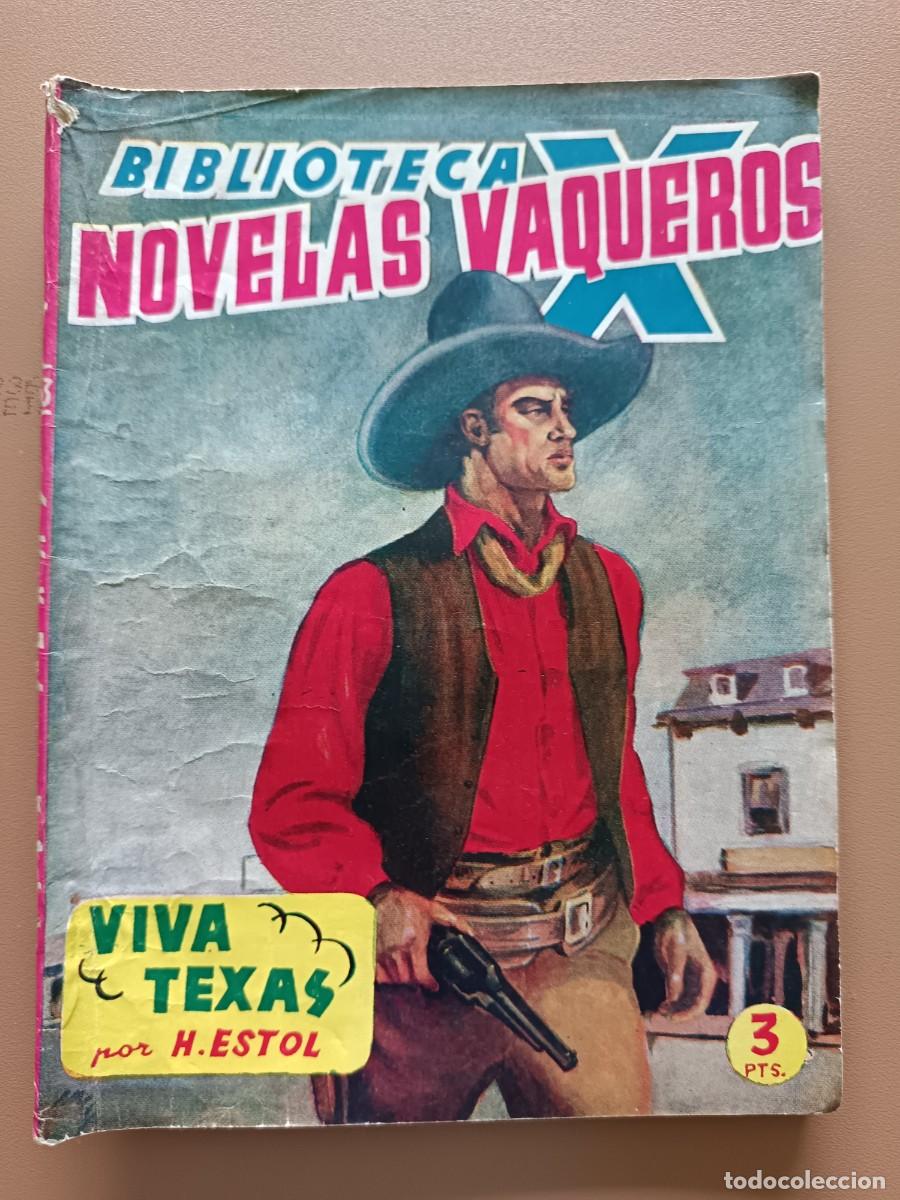 BIBLIOTECA X
NOVELAS VAQUEROS
VIVA
TEXAS
por H. ESTOL
3
PTS.
todocoleccion